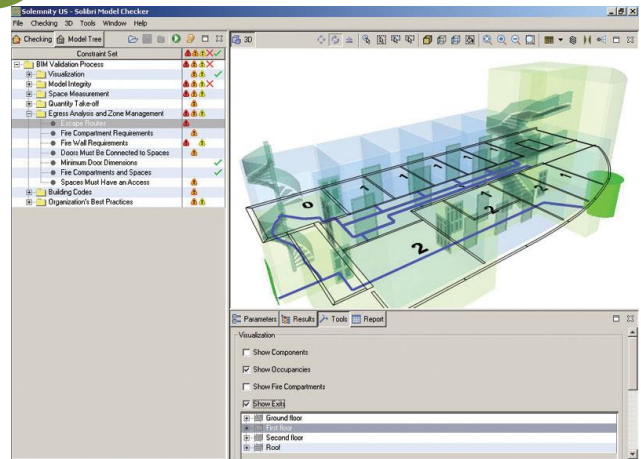 Solemnity US - Solibri Model Checker
File Checking 3D Tools Window Help
Checking Model Tree
Constraint Set
BIM Validation Process
Visualization
Model Integrity
Space Measurement
Quantity Take-off
Egress Analysis and Zone Management
Escape Routes
Fire Compartment Requirements
Fire Wall Requirements
Doors Must Be Connected to Spaces
Minimum Door Dimensions
Fire Compartments and Spaces
Spaces Must Have an Access
Building Codes
Organization's Best Practices
3D
0 1 1 1 1 1
1 2 2 1
2
Parameters Results Tools Report
Visualization
Show Components
Show Occupancies
Show Fire Compartments
Show Exits
Ground floor
First floor
Second floor
Roof